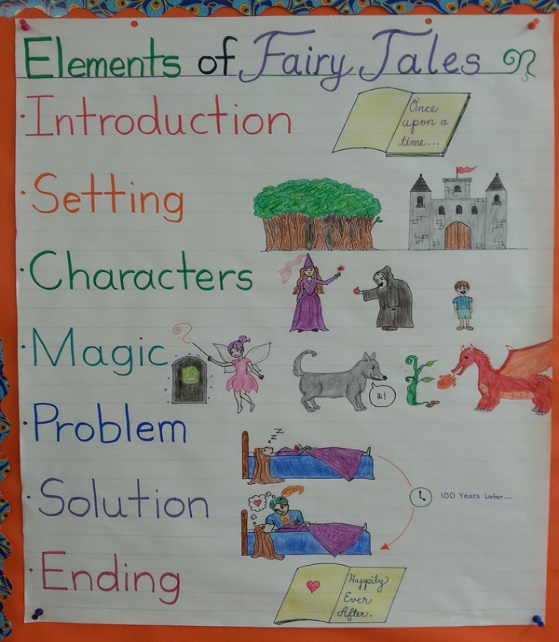 Elements of Fairy Tales
· Introduction
Once
upon a
time...
· Setting
· Characters
· Magic
Hi!
· Problem
z z z
100 Years Later...
· Solution
· Ending
Happily
Ever
After.